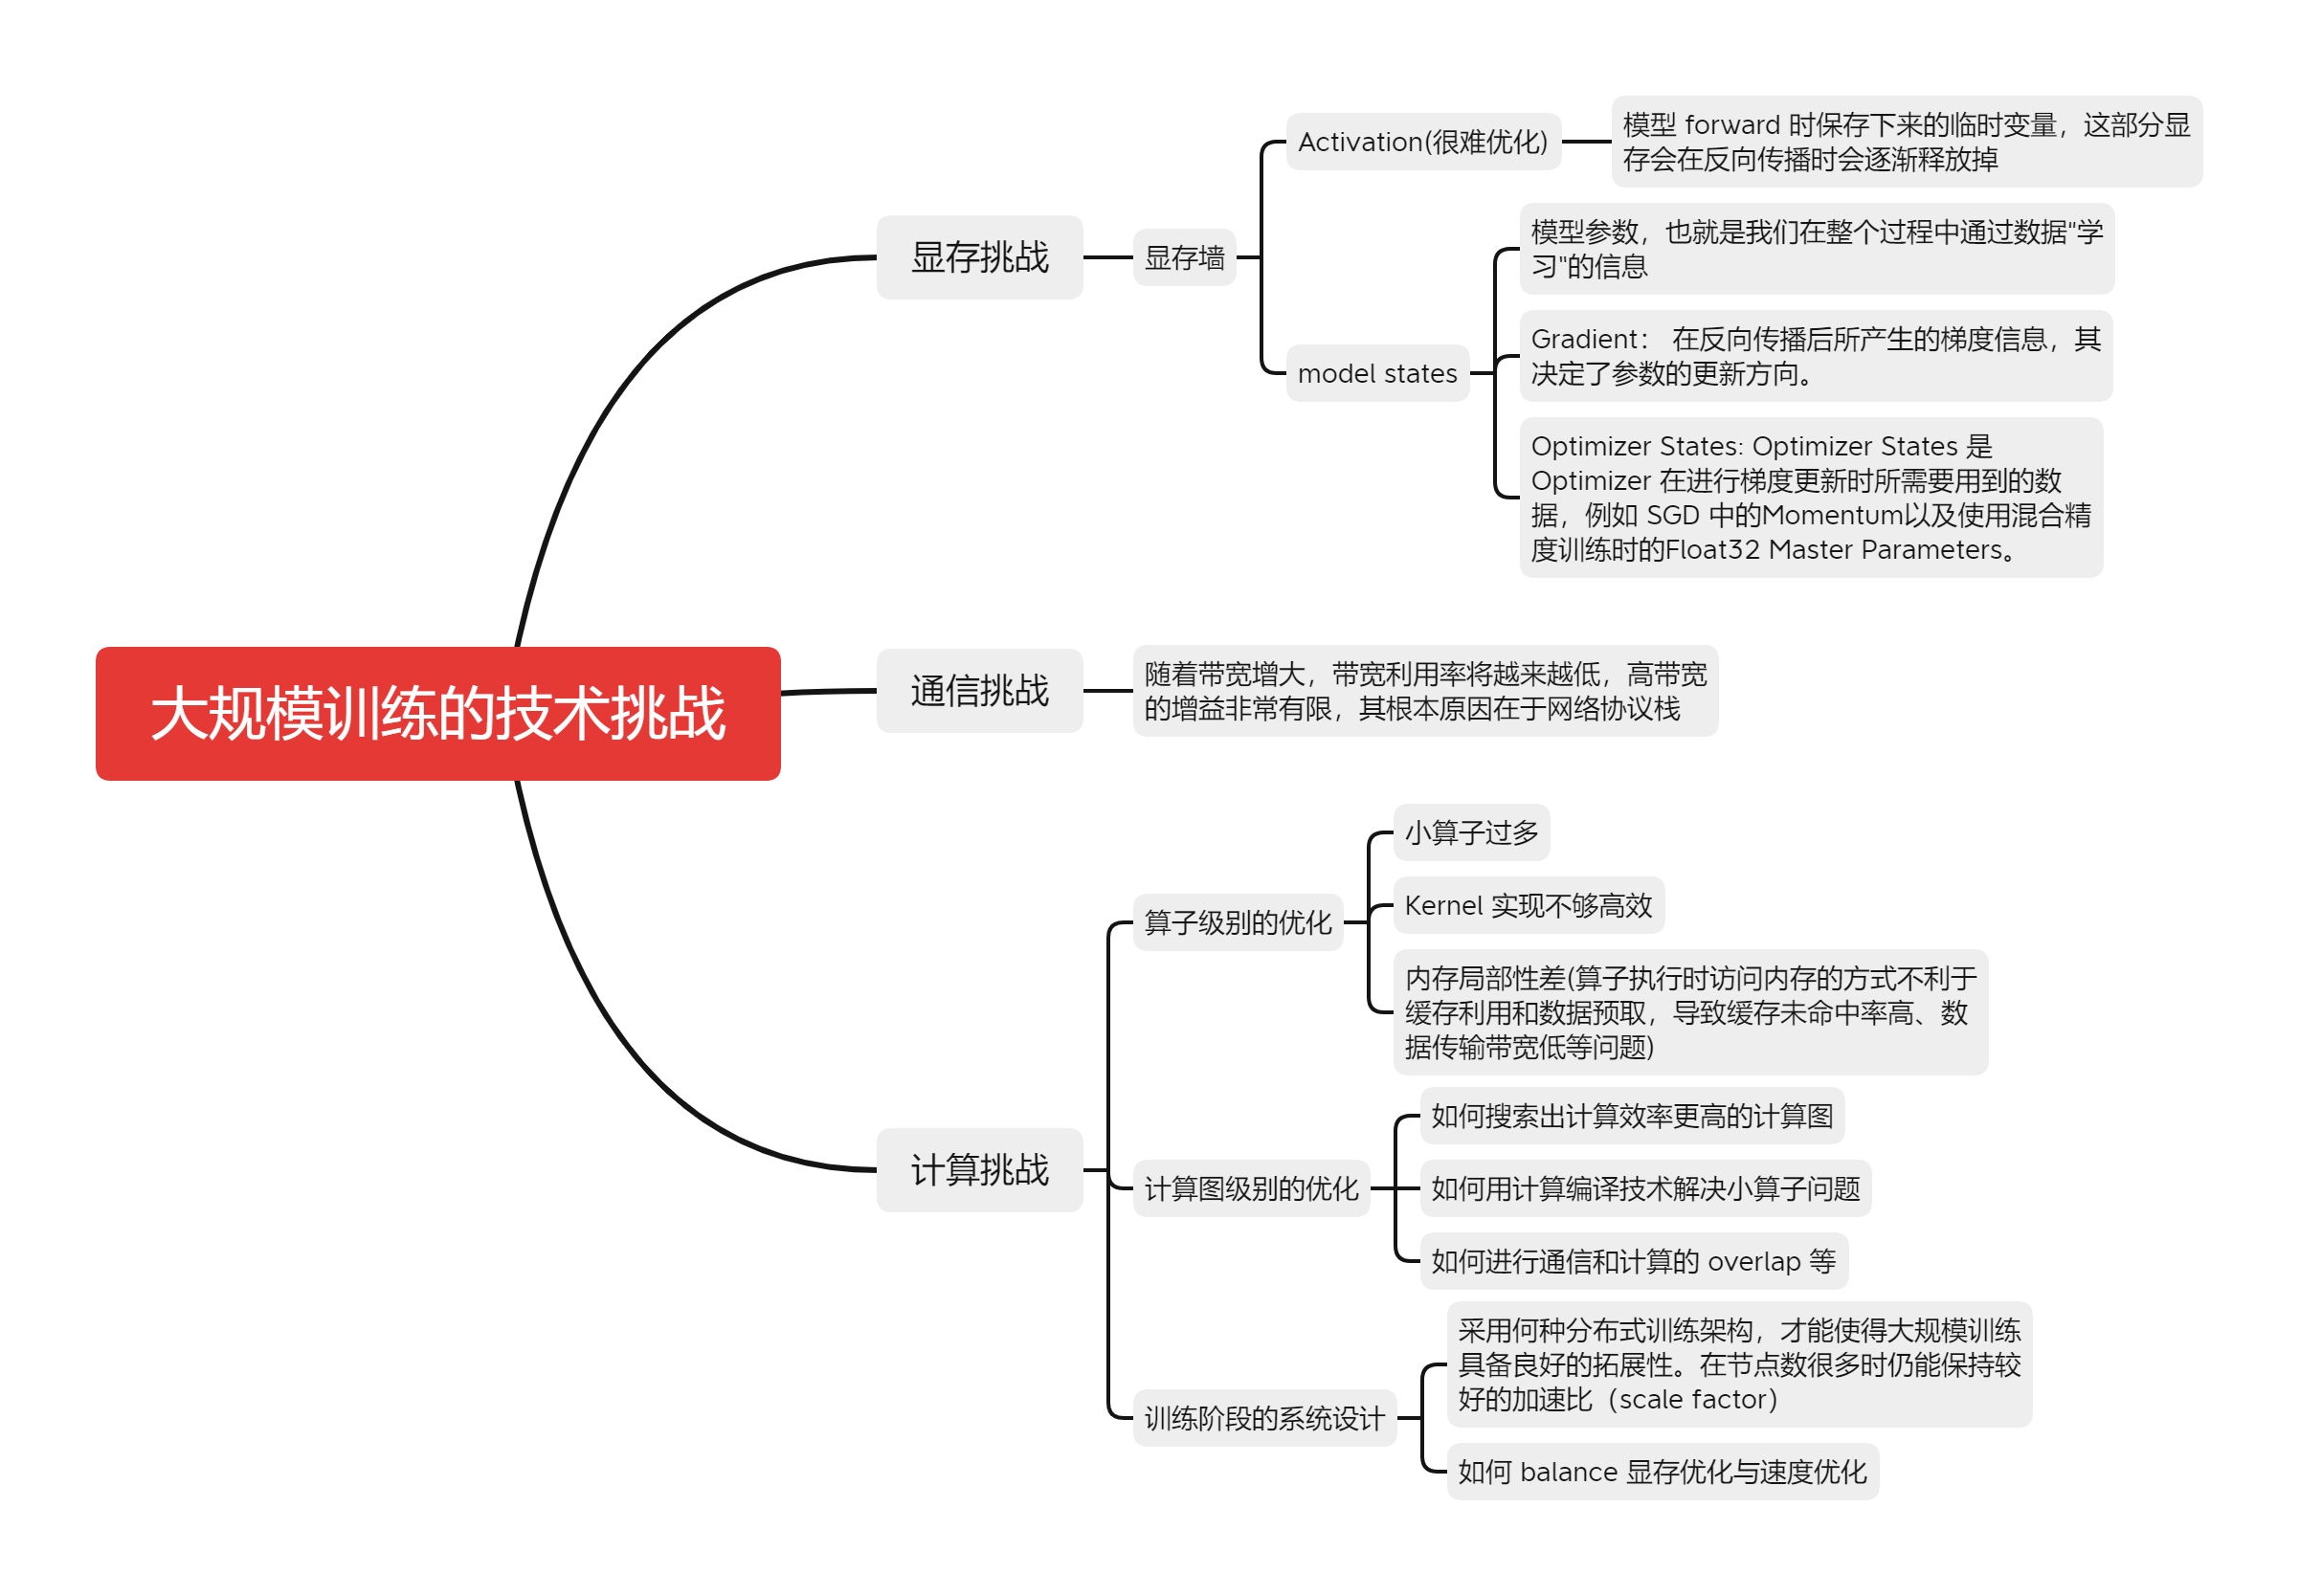 大规模训练的技术挑战
显存挑战
显存墙
Activation(很难优化)
模型 forward 时保存下来的临时变量，这部分显
存会在反向传播时会逐渐释放掉
model states
模型参数，也就是我们在整个过程中通过数据"学
习"的信息
Gradient： 在反向传播后所产生的梯度信息，其
决定了参数的更新方向。
Optimizer States: Optimizer States 是
Optimizer 在进行梯度更新时所需要用到的数
据，例如 SGD 中的Momentum以及使用混合精
度训练时的Float32 Master Parameters。
通信挑战
随着带宽增大，带宽利用率将越来越低，高带宽
的增益非常有限，其根本原因在于网络协议栈
计算挑战
算子级别的优化
小算子过多
Kernel 实现不够高效
内存局部性差(算子执行时访问内存的方式不利于
缓存利用和数据预取，导致缓存未命中率高、数
据传输带宽低等问题)
计算图级别的优化
如何搜索出计算效率更高的计算图
如何用计算编译技术解决小算子问题
如何进行通信和计算的 overlap 等
训练阶段的系统设计
采用何种分布式训练架构，才能使得大规模训练
具备良好的拓展性。在节点数很多时仍能保持较
好的加速比（scale factor）
如何 balance 显存优化与速度优化